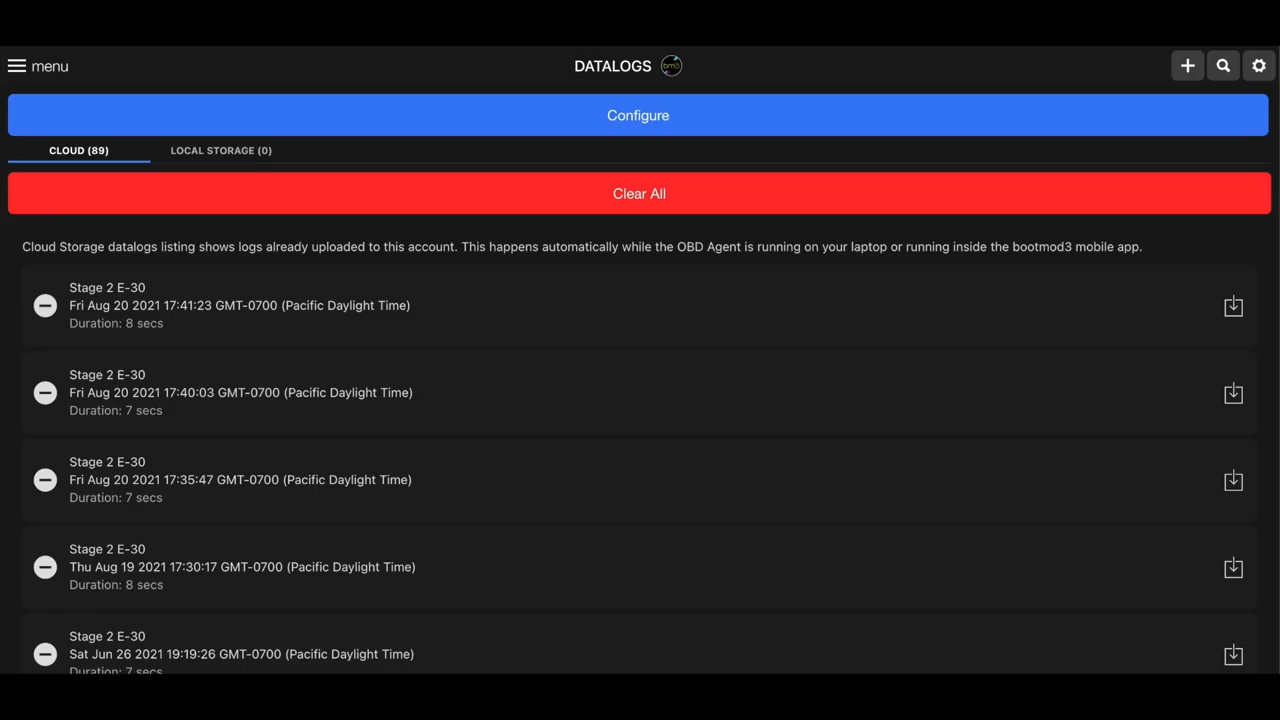 menu
DATALOGS bm3
Configure
CLOUD (89)
LOCAL STORAGE (0)
Clear All
Cloud Storage datalogs listing shows logs already uploaded to this account. This happens automatically while the OBD Agent is running on your laptop or running inside the bootmod3 mobile app.
Stage 2 E-30
Fri Aug 20 2021 17:41:23 GMT-0700 (Pacific Daylight Time)
Duration: 8 secs
Stage 2 E-30
Fri Aug 20 2021 17:40:03 GMT-0700 (Pacific Daylight Time)
Duration: 7 secs
Stage 2 E-30
Fri Aug 20 2021 17:35:47 GMT-0700 (Pacific Daylight Time)
Duration: 7 secs
Stage 2 E-30
Thu Aug 19 2021 17:30:17 GMT-0700 (Pacific Daylight Time)
Duration: 8 secs
Stage 2 E-30
Sat Jun 26 2021 19:19:26 GMT-0700 (Pacific Daylight Time)
Duration: 7 secs